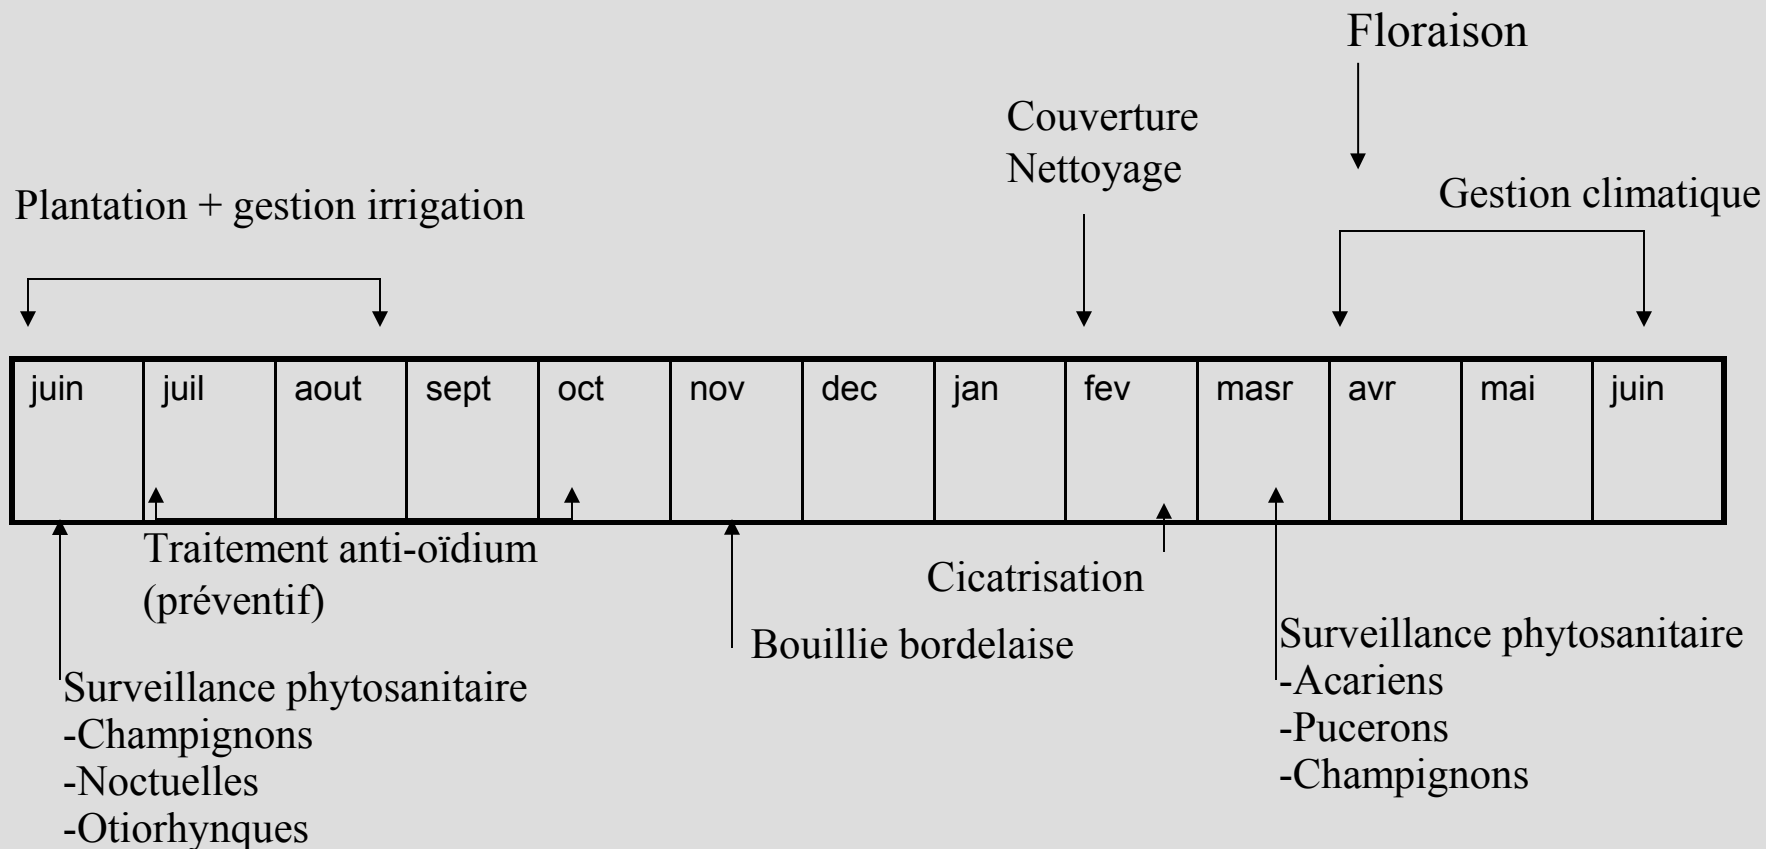 Floraison
Couverture
Nettoyage
Plantation + gestion irrigation
Gestion climatique
juin juil aout sept oct nov dec jan fev masr avr mai juin
Traitement anti-oïdium
(préventif)
Cicatrisation
Bouillie bordelaise
Surveillance phytosanitaire
-Acariens
-Pucerons
-Champignons
Surveillance phytosanitaire
-Champignons
-Noctuelles
-Otiorhynques